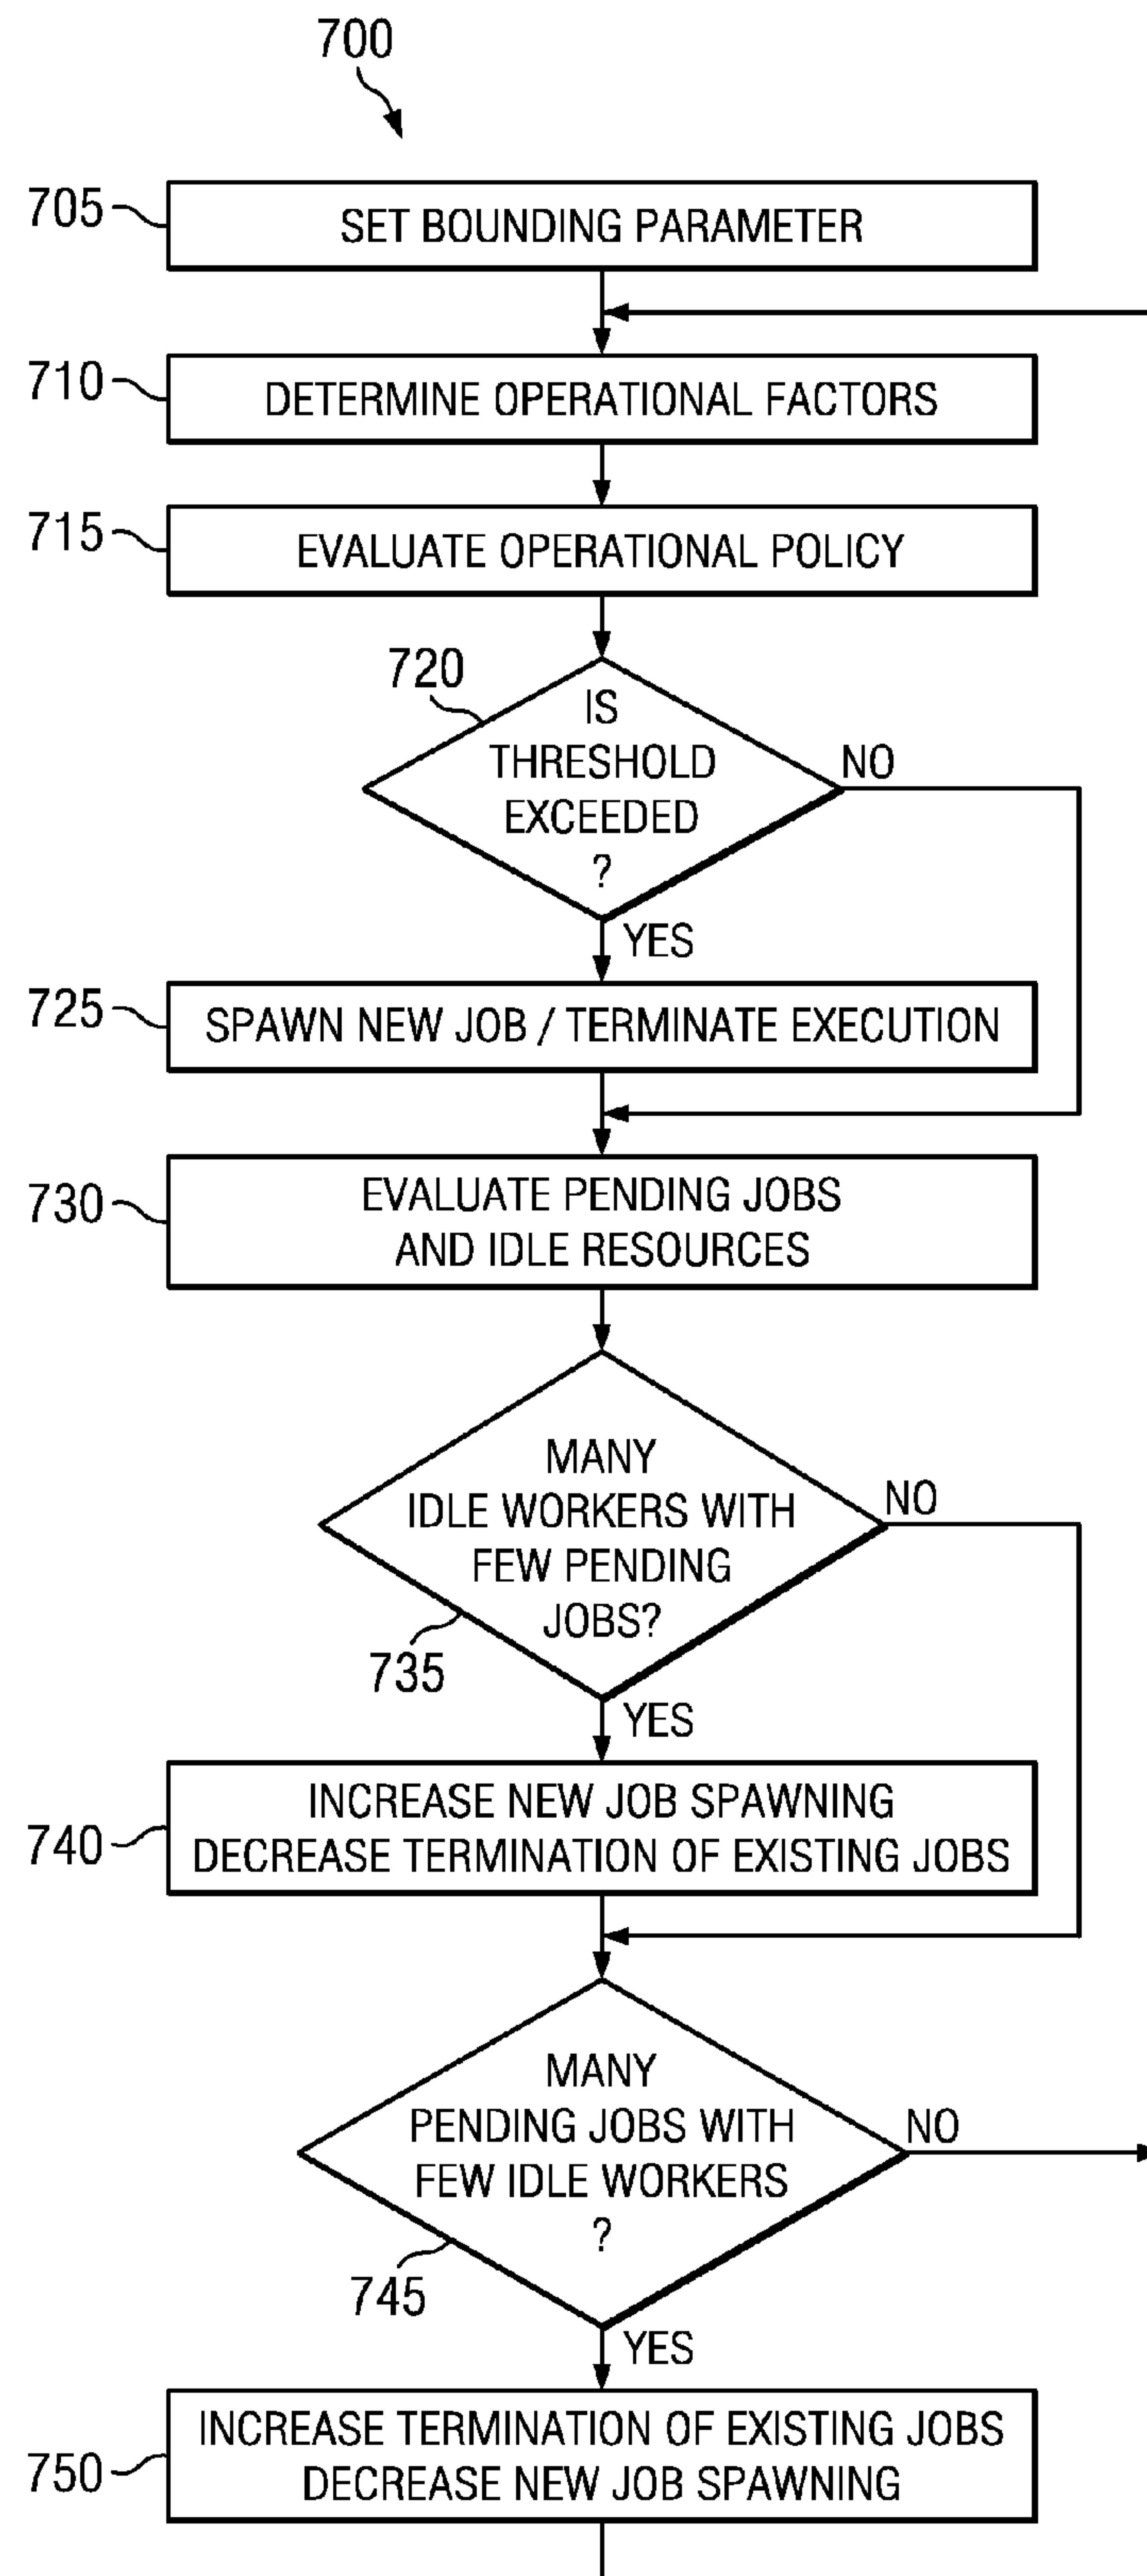 700
705
SET BOUNDING PARAMETER
710
DETERMINE OPERATIONAL FACTORS
715
EVALUATE OPERATIONAL POLICY
720
IS
THRESHOLD
EXCEEDED
?
NO
YES
725
SPAWN NEW JOB / TERMINATE EXECUTION
730
EVALUATE PENDING JOBS
AND IDLE RESOURCES
MANY
IDLE WORKERS WITH
FEW PENDING
JOBS?
NO
735
YES
740
INCREASE NEW JOB SPAWNING
DECREASE TERMINATION OF EXISTING JOBS
MANY
PENDING JOBS WITH
FEW IDLE WORKERS
?
NO
745
YES
750
INCREASE TERMINATION OF EXISTING JOBS
DECREASE NEW JOB SPAWNING